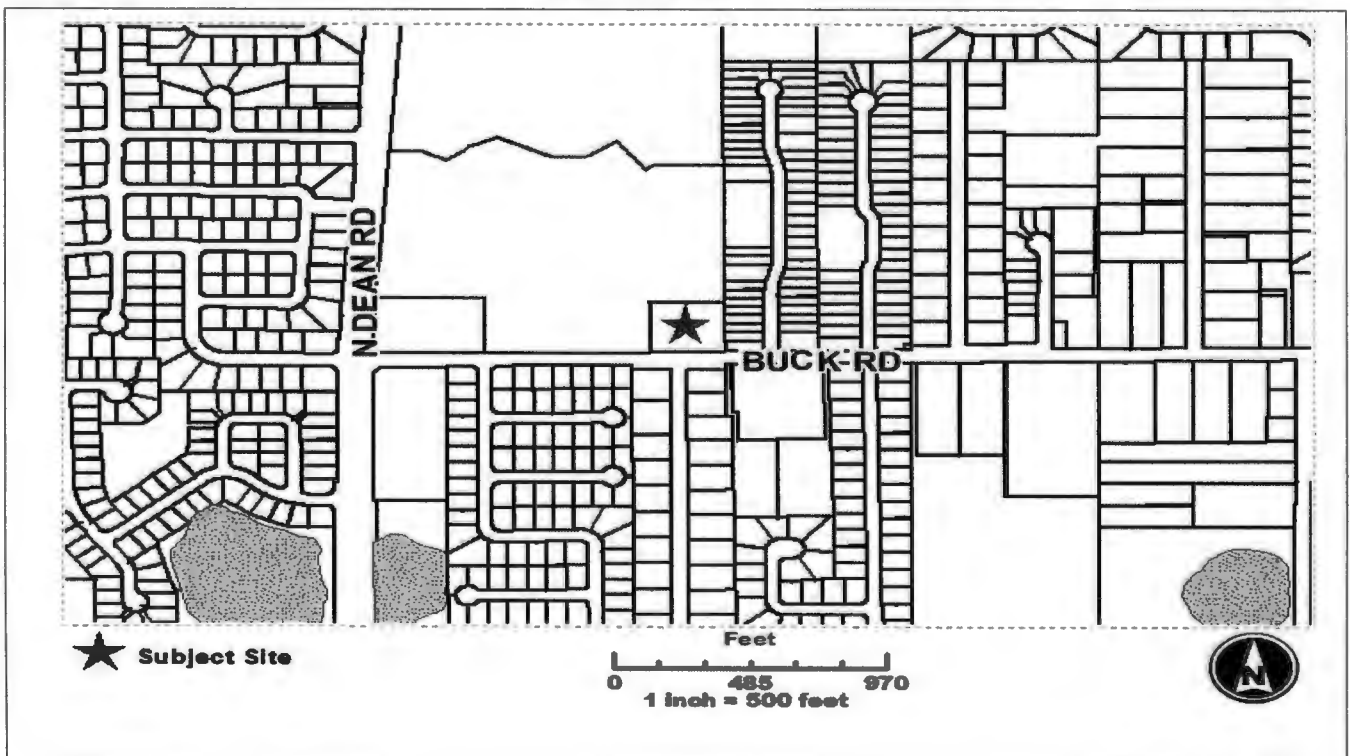 N DEAN RD
BUCK RD
Subject Site
Feet
0 485 970
1 inch = 500 feet
N